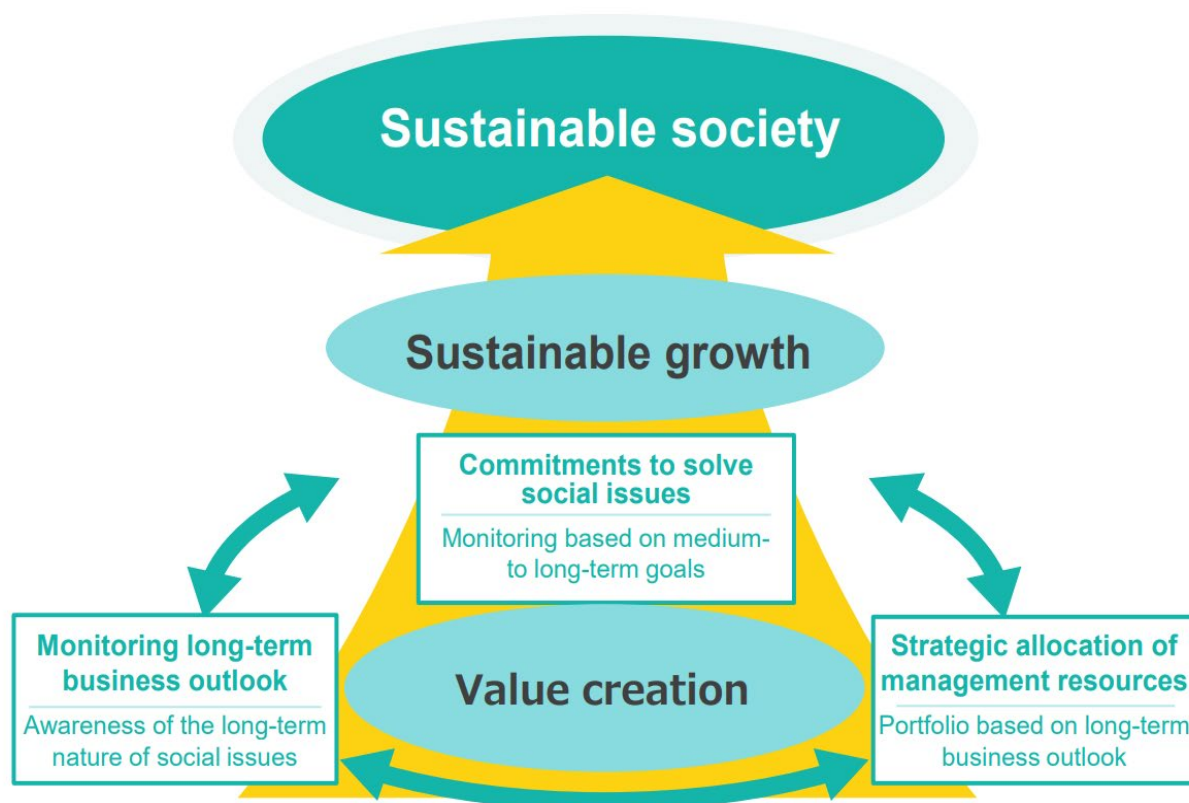 Sustainable society
Sustainable growth
Commitments to solve
social issues
Monitoring based on medium-
to long-term goals
Monitoring long-term
business outlook
Awareness of the long-term
nature of social issues
Value creation
Strategic allocation of
management resources
Portfolio based on long-term
business outlook